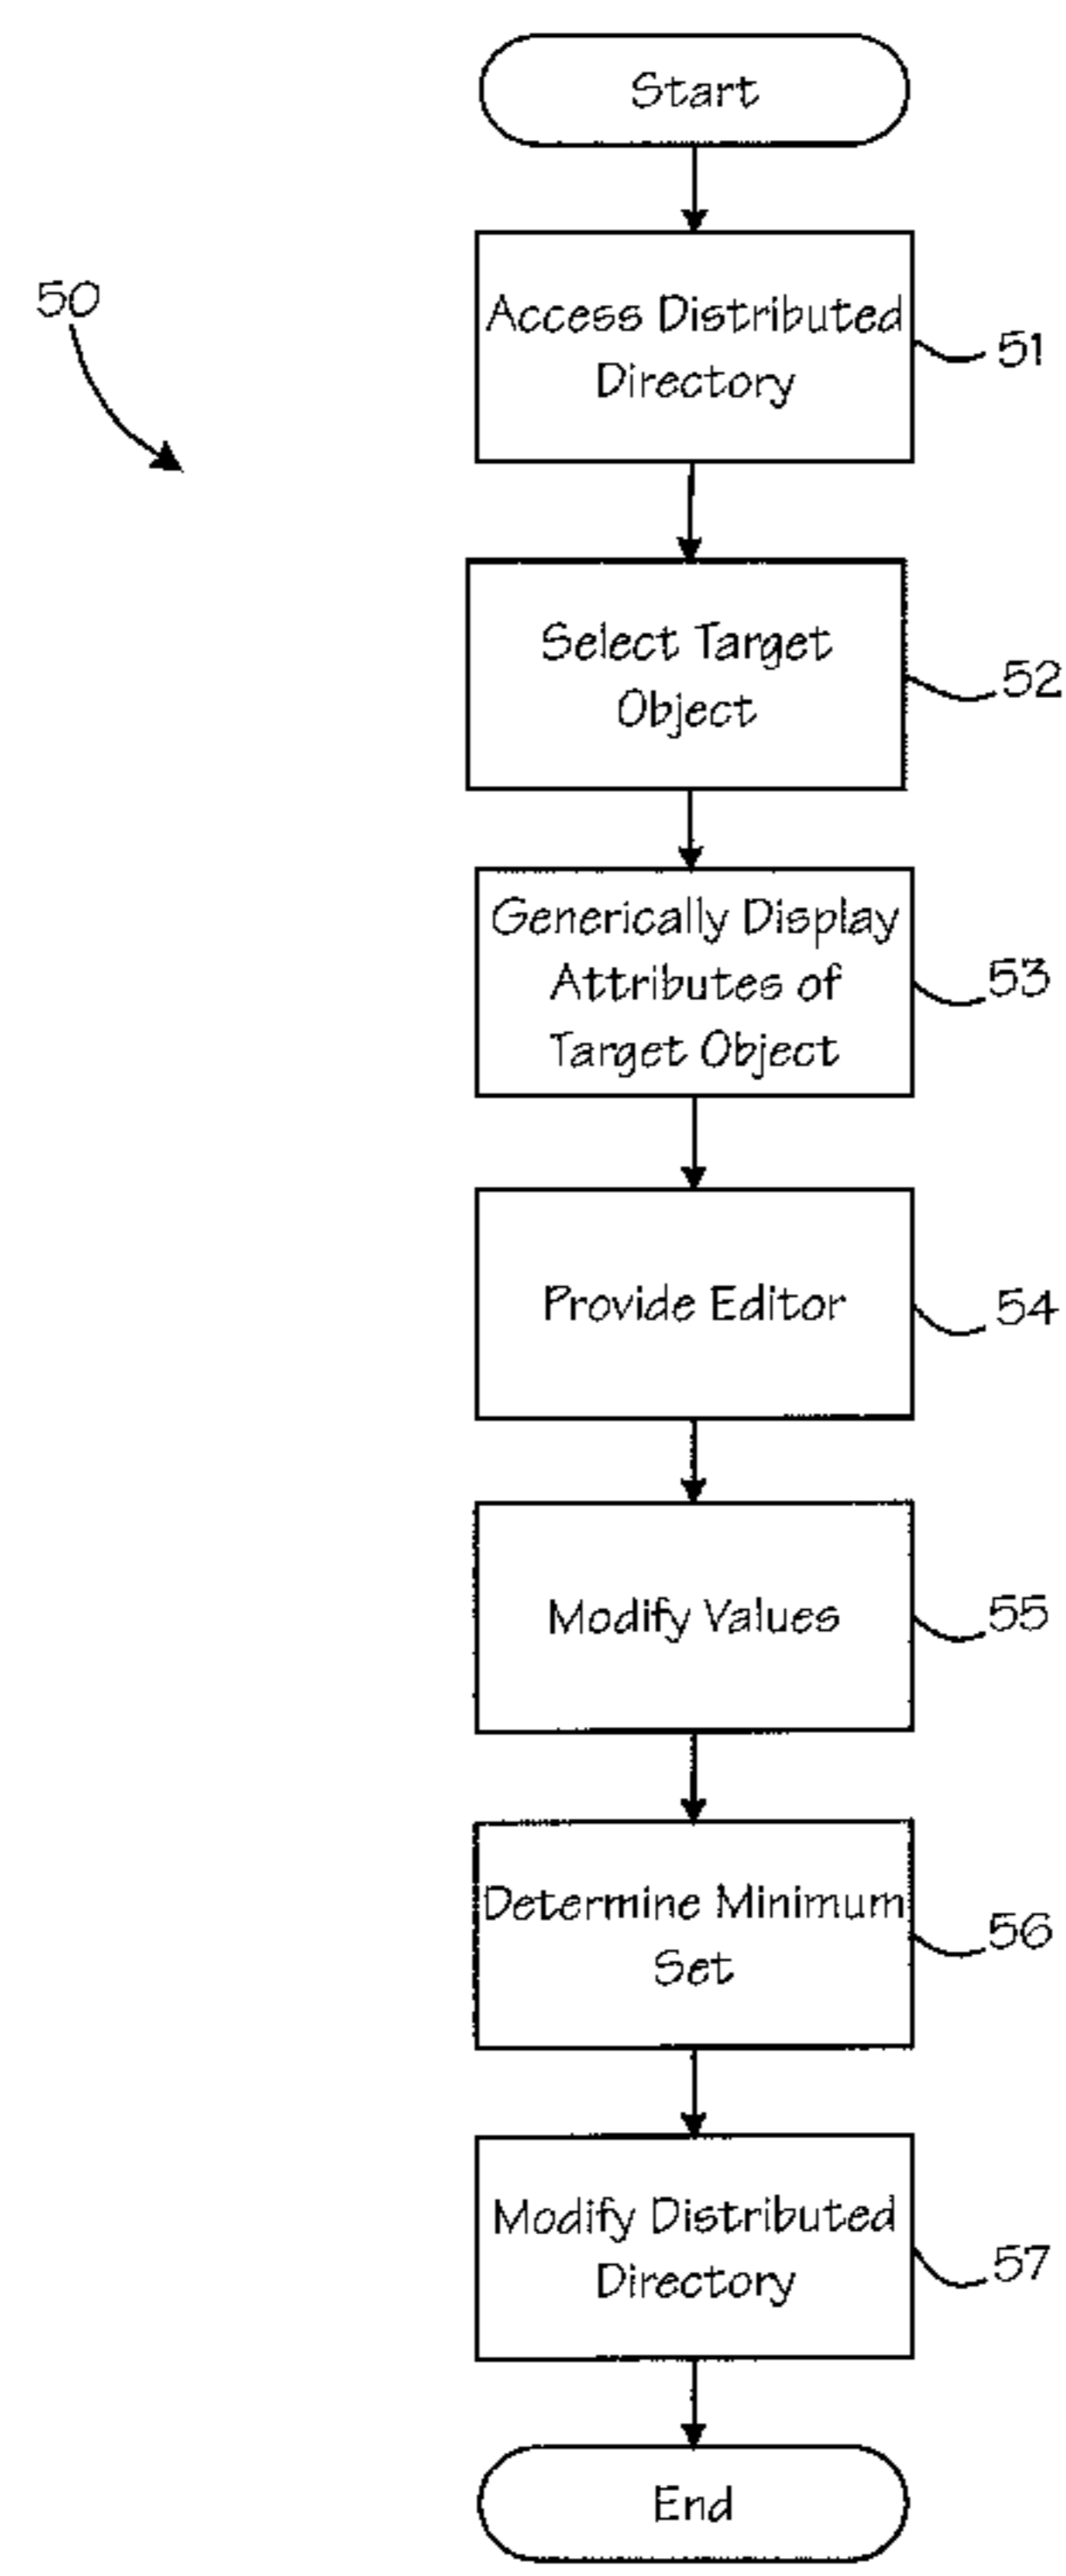 Start
50
Access Distributed
Directory
51
Select Target
Object
52
Generically Display
Attributes of
Target Object
53
Provide Editor
54
Modify Values
55
Determine Minimum
Set
56
Modify Distributed
Directory
57
End